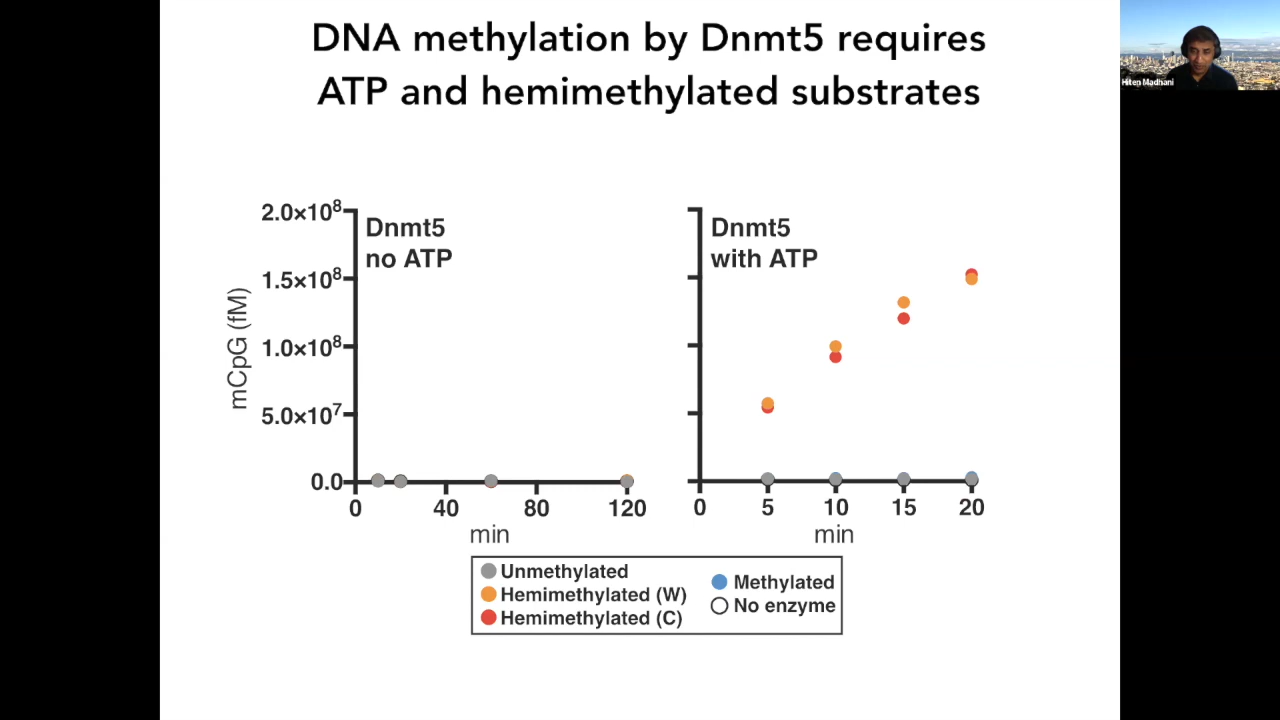 DNA methylation by Dnmt5 requires
ATP and hemimethylated substrates
Hiten Madhani
Dnmt5
no ATP
2.0×10⁸
1.5×10⁸
1.0×10⁸
5.0×10⁷
0.0
mCpG (fM)
0 40 80 120
min
Dnmt5
with ATP
0 5 10 15 20
min
Unmethylated
Hemimethylated (W)
Hemimethylated (C)
Methylated
No enzyme